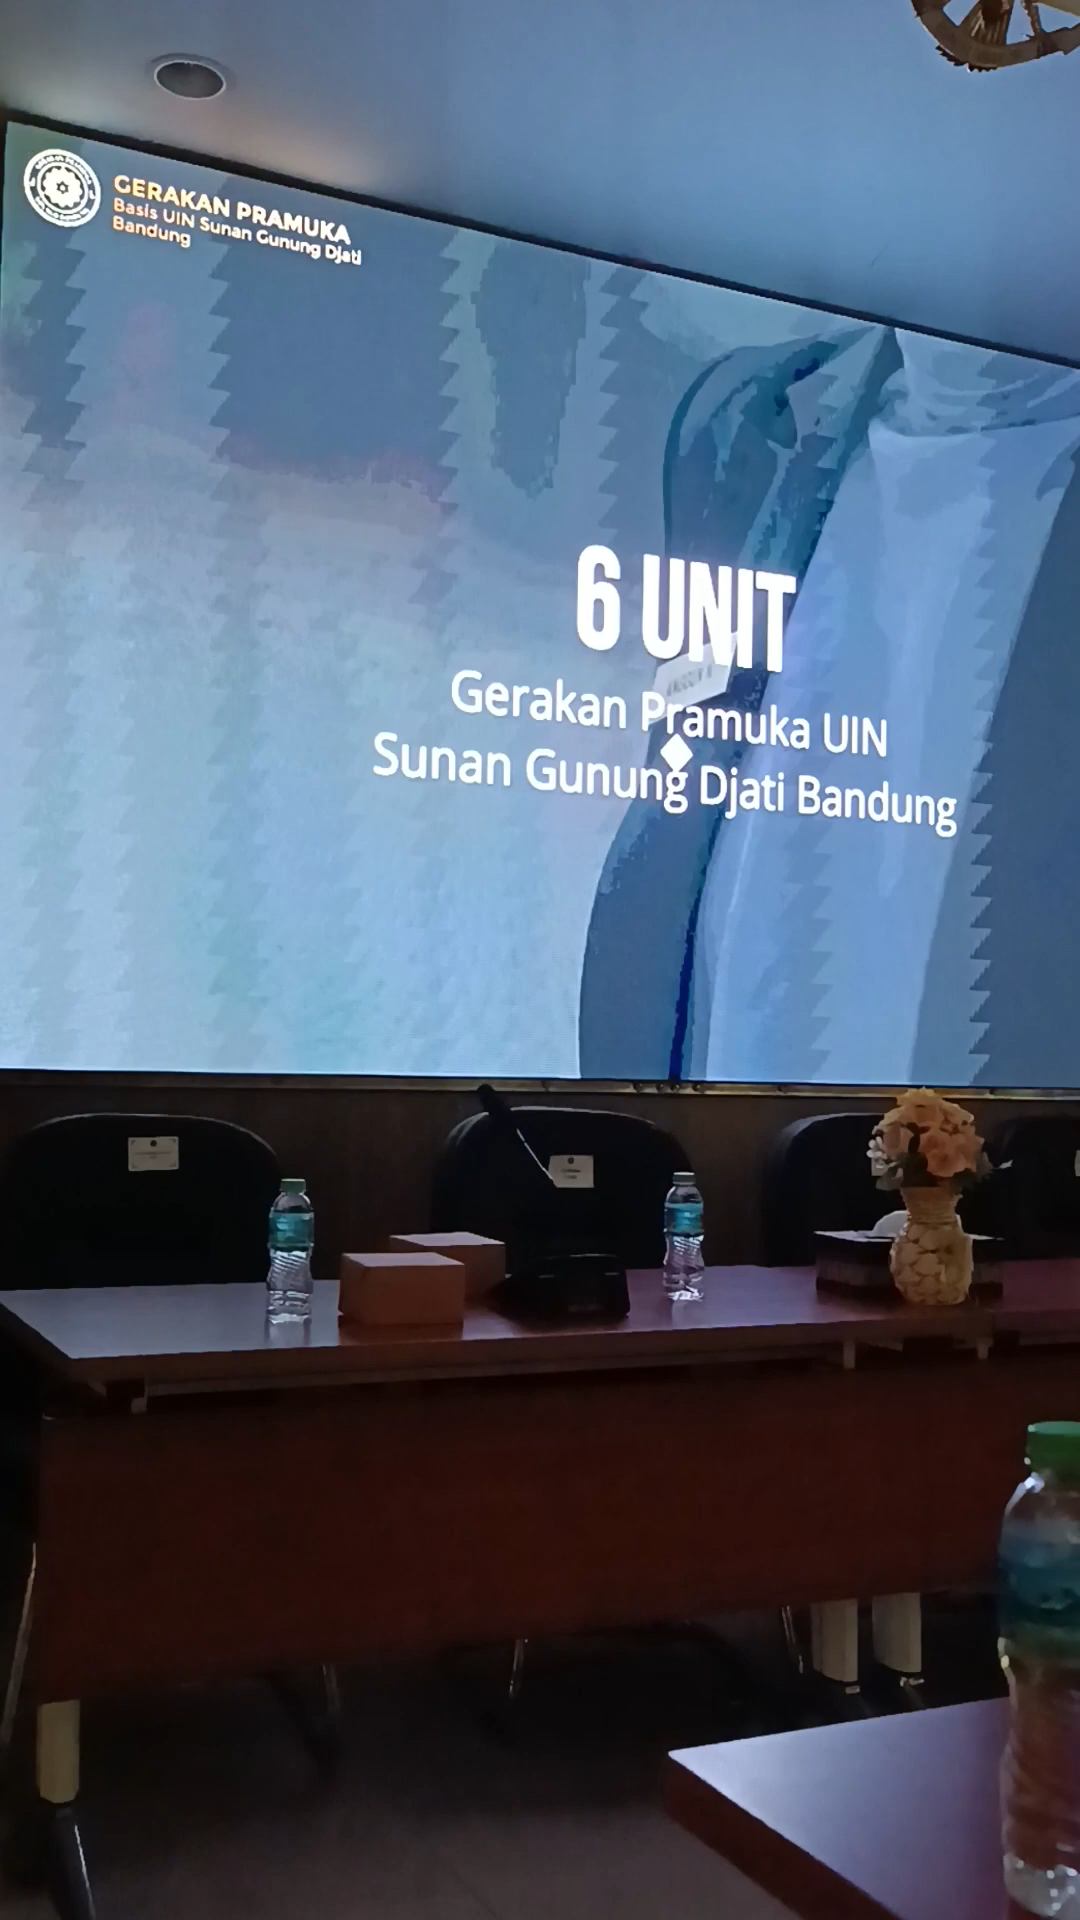 GERAKAN PRAMUKA
Basis UIN Sunan Gunung Djati
Bandung
6 UNIT
Gerakan Pramuka UIN
Sunan Gunung Djati Bandung